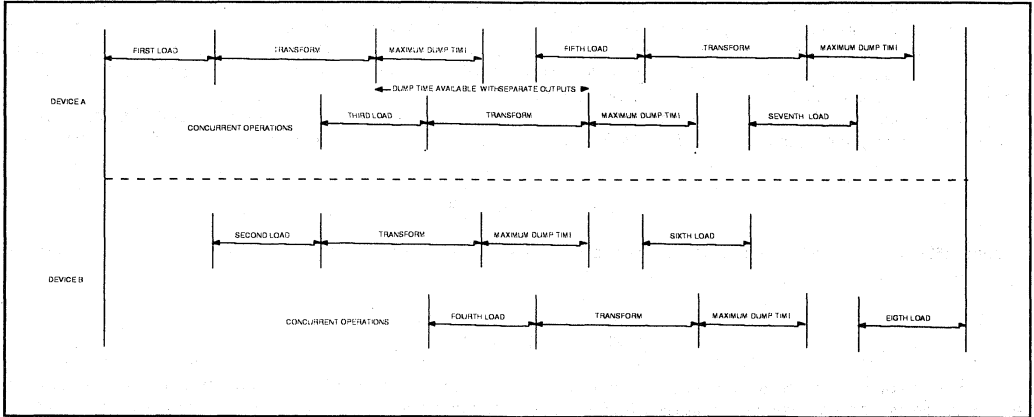 FIRST LOAD TRANSFORM MAXIMUM DUMP TIMI FIFTH LOAD TRANSFORM MAXIMUM DUMP TIMI
DUMP TIME AVAILABLE WITHSEPARATE OUTPUTS
DEVICE A
CONCURRENT OPERATIONS THIRD LOAD TRANSFORM MAXIMUM DUMP TIMI SEVENTH LOAD
SECOND LOAD TRANSFORM MAXIMUM DUMP TIMI SIXTH LOAD
DEVICE B
CONCURRENT OPERATIONS FOURTH LOAD TRANSFORM MAXIMUM DUMP TIMI EIGTH LOAD